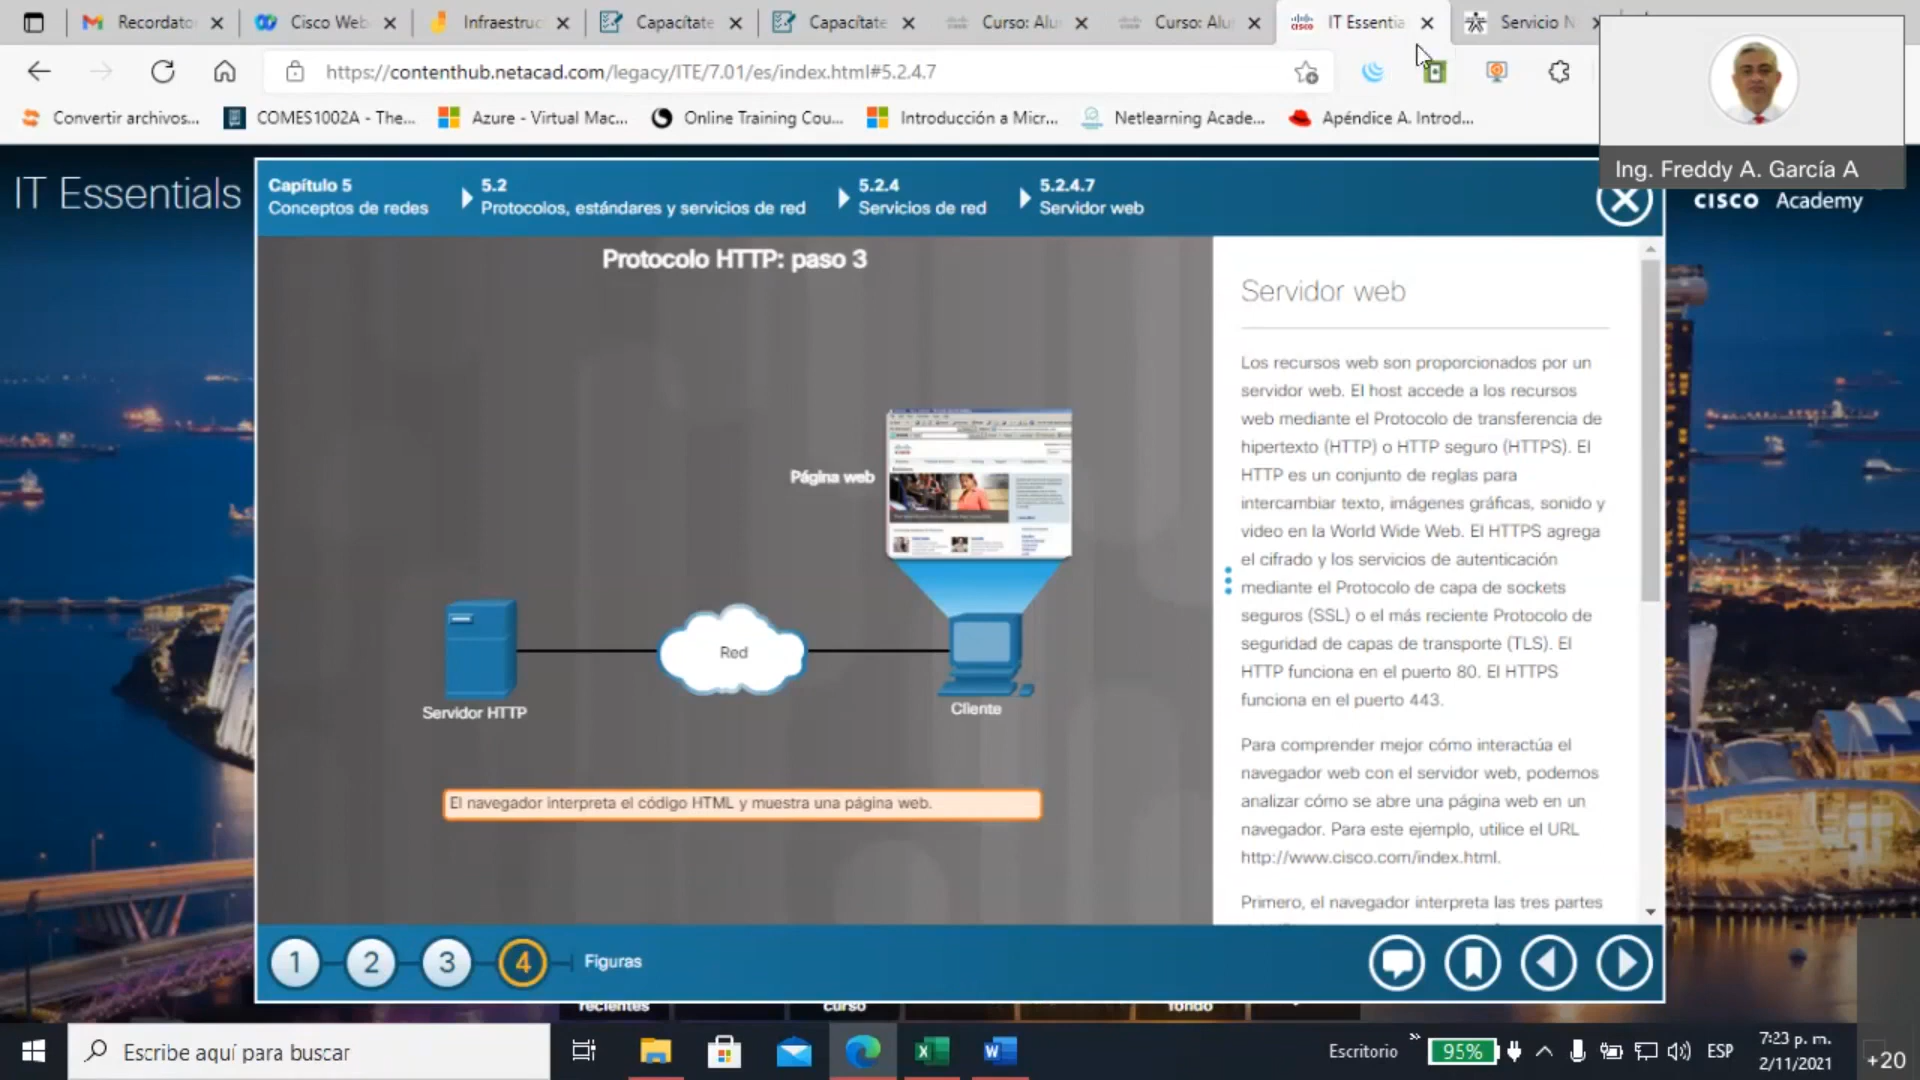 Recordato
Cisco Web
Infraestruc
Capacítate
Capacítate
Curso: Alu
Curso: Alu
IT Essentia
Servicio N
https://contenthub.netacad.com/legacy/ITE/7.01/es/index.html#5.2.4.7
Convertir archivos...
COMES1002A - The...
Azure - Virtual Mac...
Online Training Cou...
Introducción a Micr...
Netlearning Acade...
Apéndice A. Introd...
Ing. Freddy A. García A
IT Essentials
Capítulo 5
Conceptos de redes
5.2
Protocolos, estándares y servicios de red
5.2.4
Servicios de red
5.2.4.7
Servidor web
CISCO Academy
Protocolo HTTP: paso 3
Página web
Red
Servidor HTTP
Cliente
El navegador interpreta el código HTML y muestra una página web.
Servidor web
Los recursos web son proporcionados por un
servidor web. El host accede a los recursos
web mediante el Protocolo de transferencia de
hipertexto (HTTP) o HTTP seguro (HTTPS). El
HTTP es un conjunto de reglas para
intercambiar texto, imágenes gráficas, sonido y
video en la World Wide Web. El HTTPS agrega
el cifrado y los servicios de autenticación
mediante el Protocolo de capa de sockets
seguros (SSL) o el más reciente Protocolo de
seguridad de capas de transporte (TLS). El
HTTP funciona en el puerto 80. El HTTPS
funciona en el puerto 443.
Para comprender mejor cómo interactúa el
navegador web con el servidor web, podemos
analizar cómo se abre una página web en un
navegador. Para este ejemplo, utilice el URL
http://www.cisco.com/index.html.
Primero, el navegador interpreta las tres partes
1 2 3 4 Figuras
recientes
curso
fondo
Escribe aquí para buscar
Escritorio
95%
ESP
7:23 p. m.
2/11/2021
+20